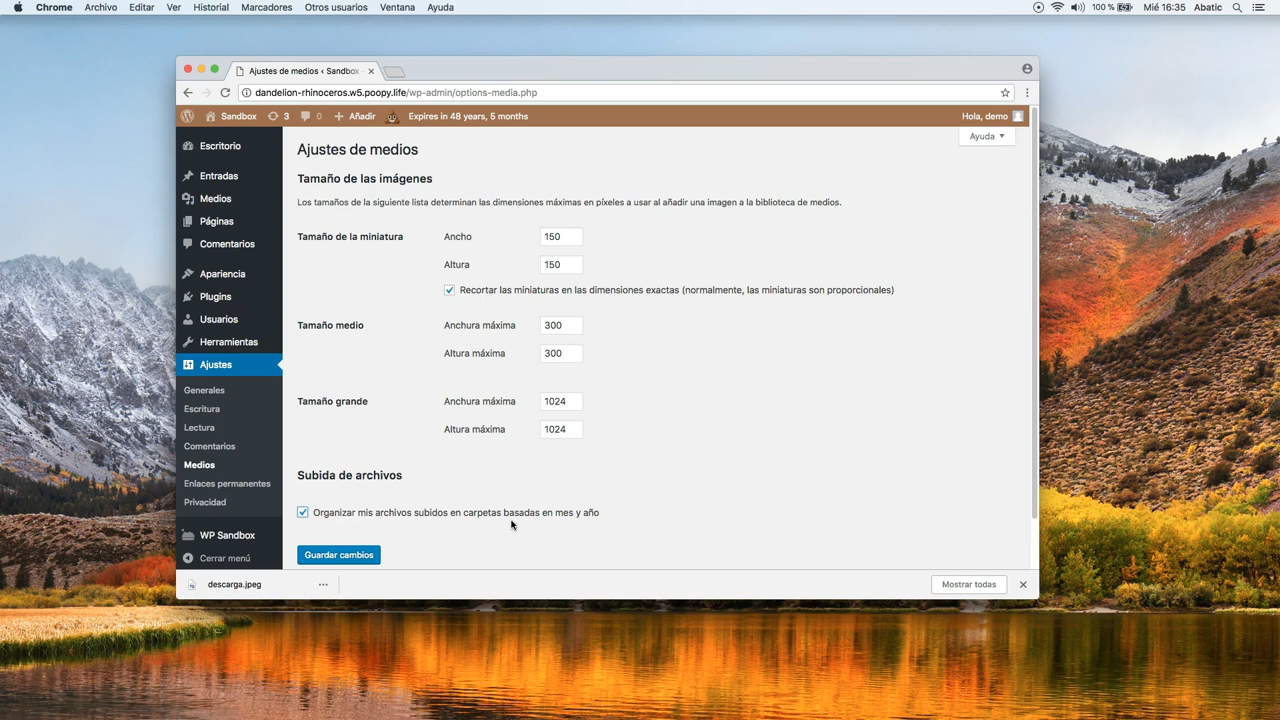 Chrome Archivo Editar Ver Historial Marcadores Otros usuarios Ventana Ayuda 100 % Mié 16:35 Abatic
Ajustes de medios ‹ Sandbox
dandelion-rhinoceros.w5.poopy.life/wp-admin/options-media.php
Sandbox 3 0 Añadir Expires in 48 years, 5 months Hola, demo
Ayuda
Escritorio
Entradas
Medios
Páginas
Comentarios
Apariencia
Plugins
Usuarios
Herramientas
Ajustes
Generales
Escritura
Lectura
Comentarios
Medios
Enlaces permanentes
Privacidad
WP Sandbox
Cerrar menú
Ajustes de medios
Tamaño de las imágenes
Los tamaños de la siguiente lista determinan las dimensiones máximas en píxeles a usar al añadir una imagen a la biblioteca de medios.
Tamaño de la miniatura Ancho 150
Altura 150
Recortar las miniaturas en las dimensiones exactas (normalmente, las miniaturas son proporcionales)
Tamaño medio Anchura máxima 300
Altura máxima 300
Tamaño grande Anchura máxima 1024
Altura máxima 1024
Subida de archivos
Organizar mis archivos subidos en carpetas basadas en mes y año
Guardar cambios
descarga.jpeg Mostrar todas